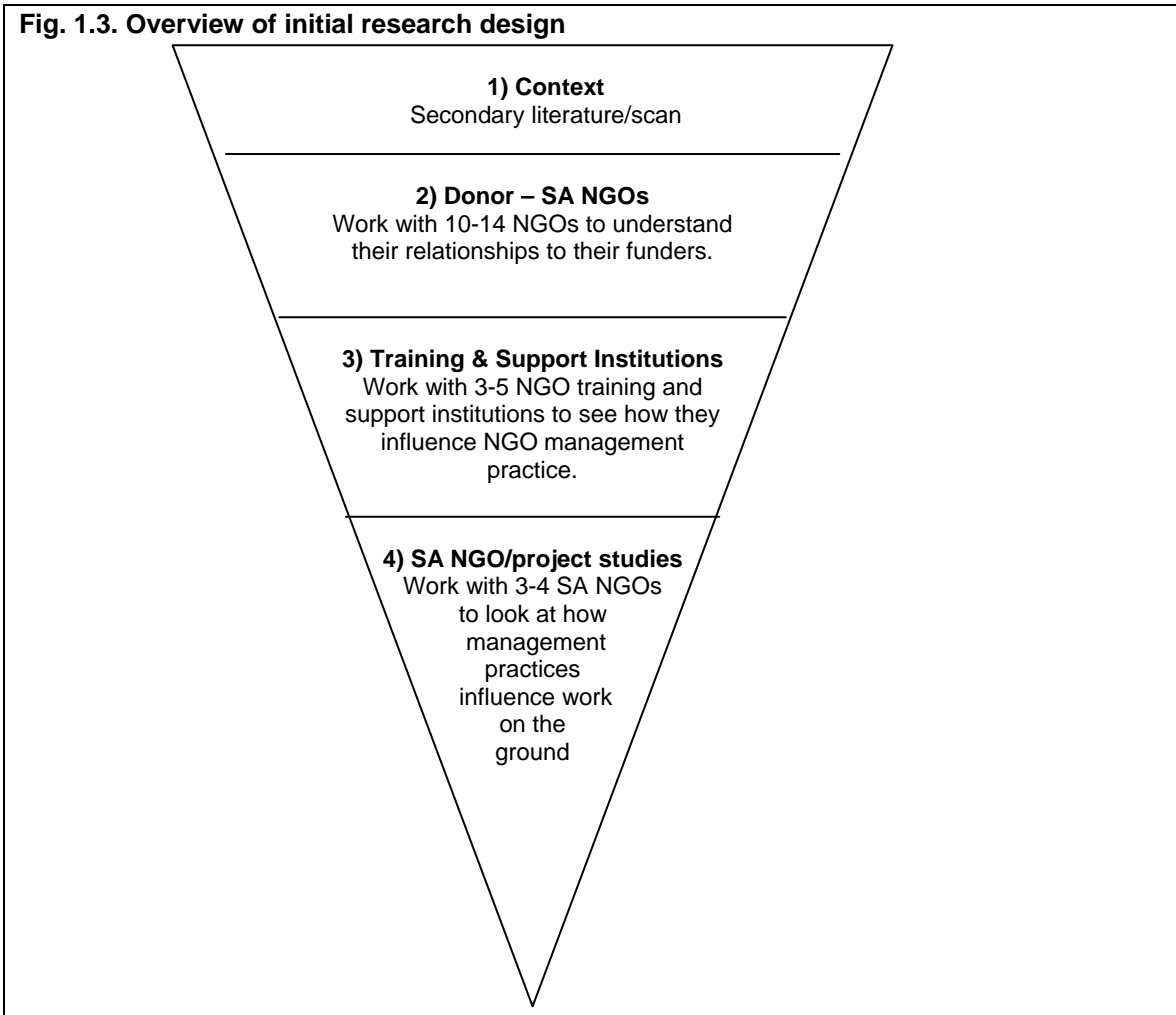 Fig. 1.3. Overview of initial research design
1) Context
Secondary literature/scan
2) Donor – SA NGOs
Work with 10-14 NGOs to understand
their relationships to their funders.
3) Training & Support Institutions
Work with 3-5 NGO training and
support institutions to see how they
influence NGO management
practice.
4) SA NGO/project studies
Work with 3-4 SA NGOs
to look at how
management
practices
influence work
on the
ground